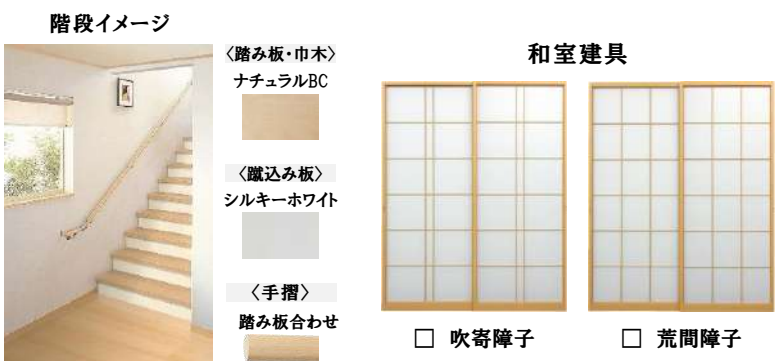 階段イメージ
〈踏み板・巾木〉
ナチュラルBC
〈蹴込み板〉
シルキーホワイト
〈手摺〉
踏み板合わせ
和室建具
□ 吹寄障子
□ 荒間障子